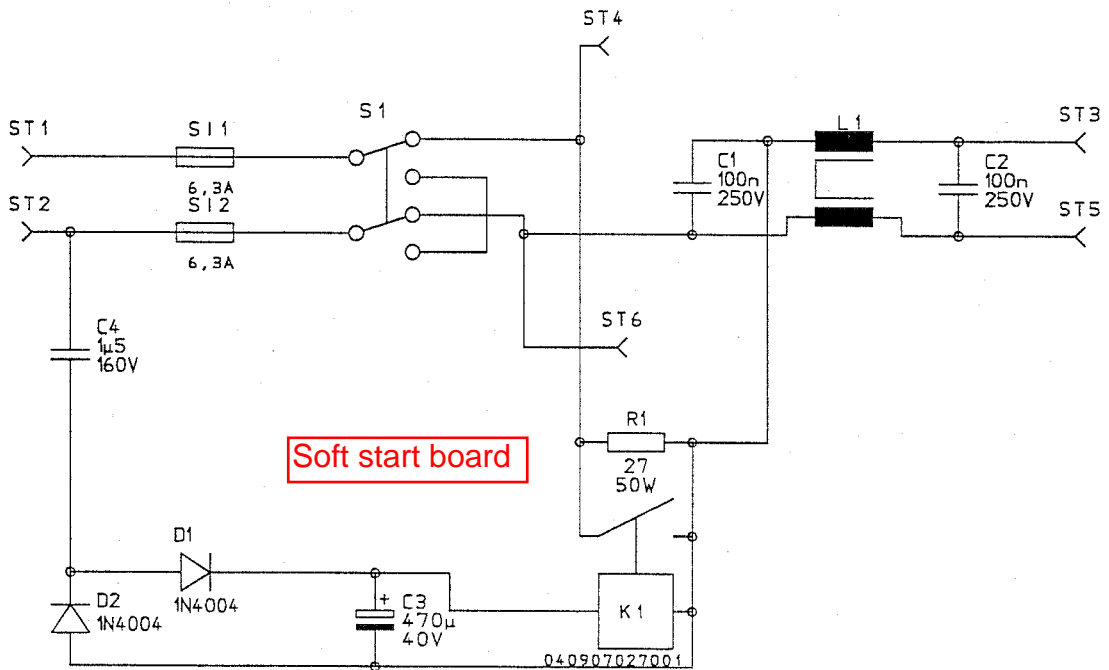 ST4
S1
ST1
SI1
6,3A
ST2
SI2
6,3A
C1
100n
250V
L1
ST3
C2
100n
250V
ST5
C4
1µ5
160V
ST6
R1
27
50W
Soft start board
D1
1N4004
D2
1N4004
+
C3
470µ
40V
K1
040907027001